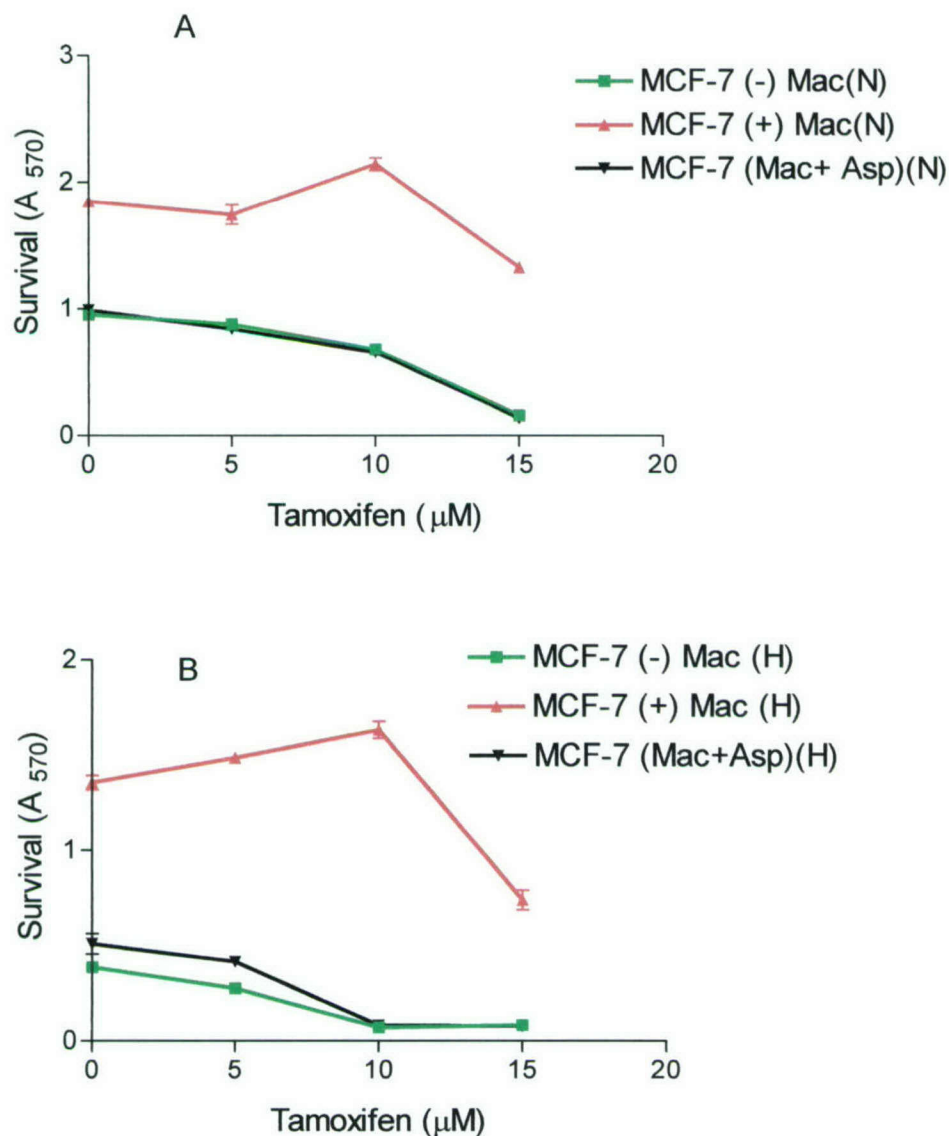 A
3
2
1
0
Survival (A 570)
0 5 10 15 20
Tamoxifen (μM)
MCF-7 (-) Mac(N)
MCF-7 (+) Mac(N)
MCF-7 (Mac+ Asp)(N)
B
2
1
0
Survival (A 570)
0 5 10 15 20
Tamoxifen (μM)
MCF-7 (-) Mac (H)
MCF-7 (+) Mac (H)
MCF-7 (Mac+Asp)(H)